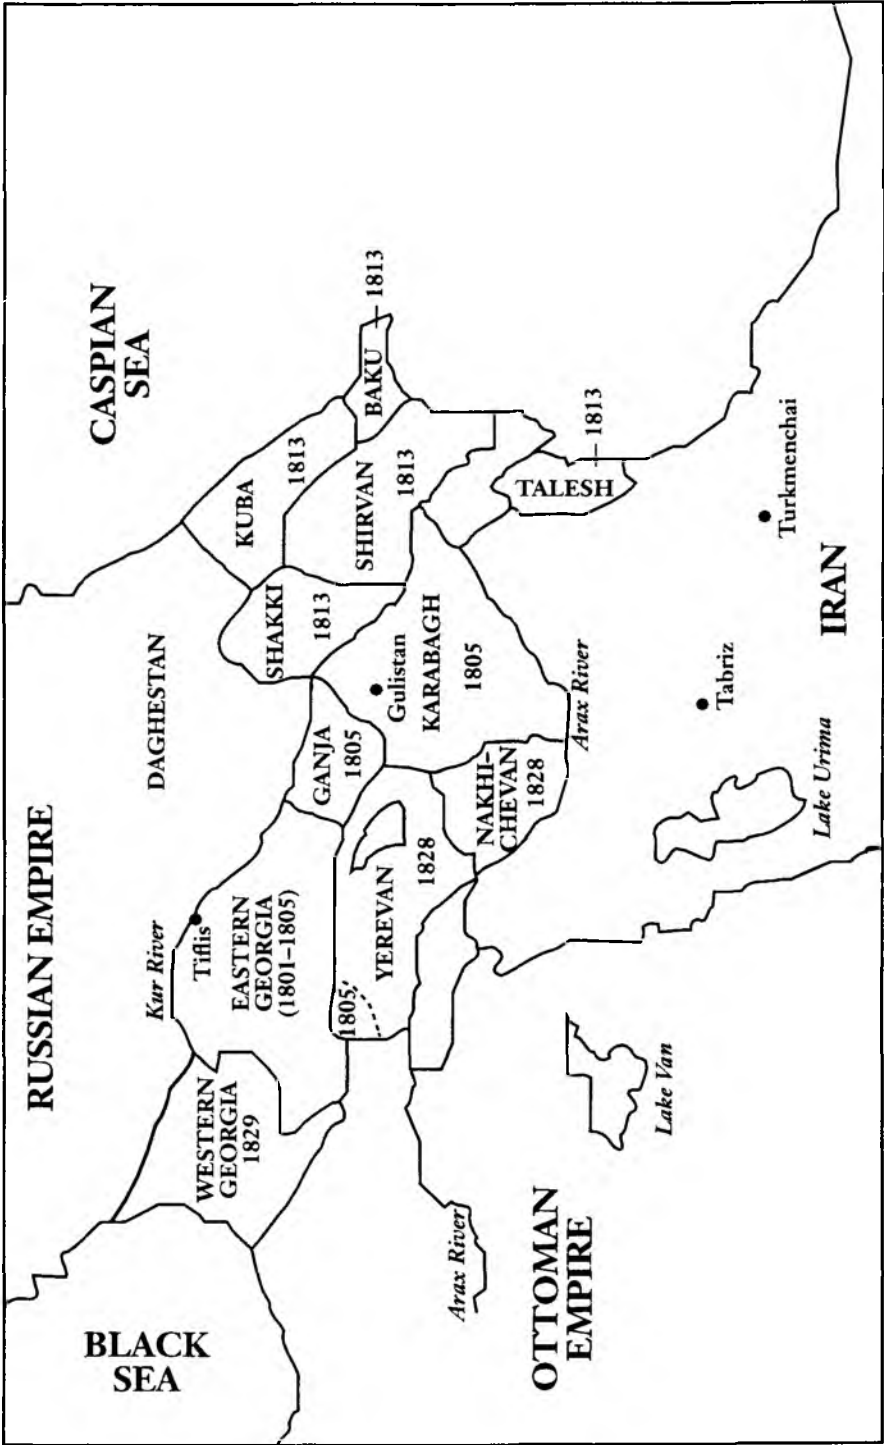 RUSSIAN EMPIRE
CASPIAN
SEA
BLACK
SEA
DAGHESTAN
Kur River
Tiflis
WESTERN
GEORGIA
1829
EASTERN
GEORGIA
(1801–1805)
SHAKKI
1813
KUBA
1813
BAKU
1813
SHIRVAN
1813
GANJA
1805
1805
YEREVAN
1828
Gulistan
KARABAGH
1805
NAKHI–
CHEVAN
1828
TALESH
1813
Arax River
Arax River
OTTOMAN
EMPIRE
Lake Van
Lake Urima
Tabriz
Turkmenchai
IRAN